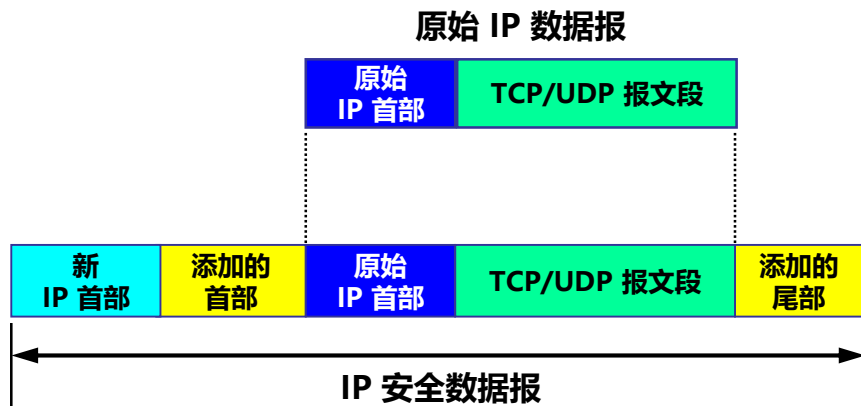 原始 IP 数据报
原始
IP 首部
TCP/UDP 报文段
新
IP 首部
添加的
首部
原始
IP 首部
TCP/UDP 报文段
添加的
尾部
IP 安全数据报